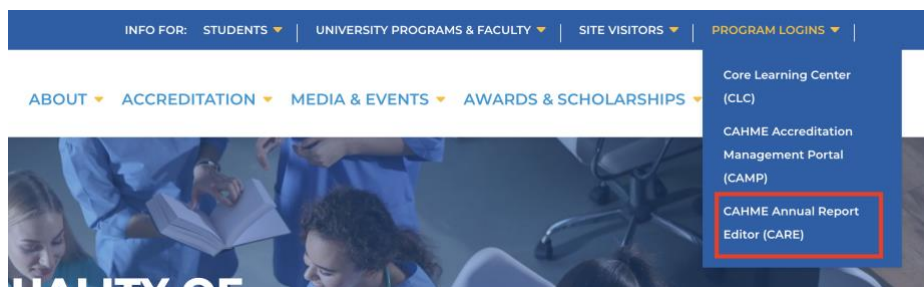 INFO FOR: STUDENTS UNIVERSITY PROGRAMS & FACULTY SITE VISITORS PROGRAM LOGINS
ABOUT ACCREDITATION MEDIA & EVENTS AWARDS & SCHOLARSHIPS
Core Learning Center
(CLC)
CAHME Accreditation
Management Portal
(CAMP)
CAHME Annual Report
Editor (CARE)